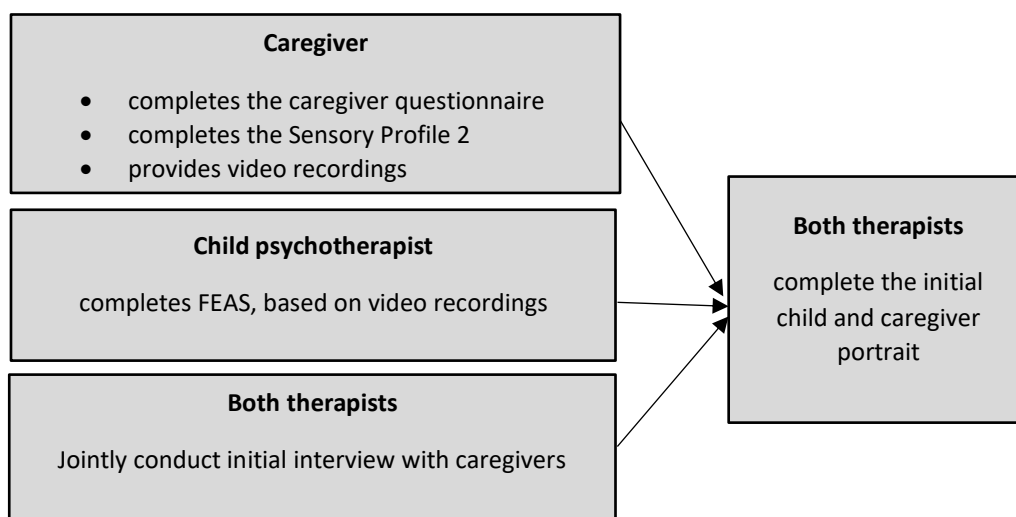 Caregiver
• completes the caregiver questionnaire
• completes the Sensory Profile 2
• provides video recordings
Child psychotherapist
completes FEAS, based on video recordings
Both therapists
Jointly conduct initial interview with caregivers
Both therapists
complete the initial
child and caregiver
portrait